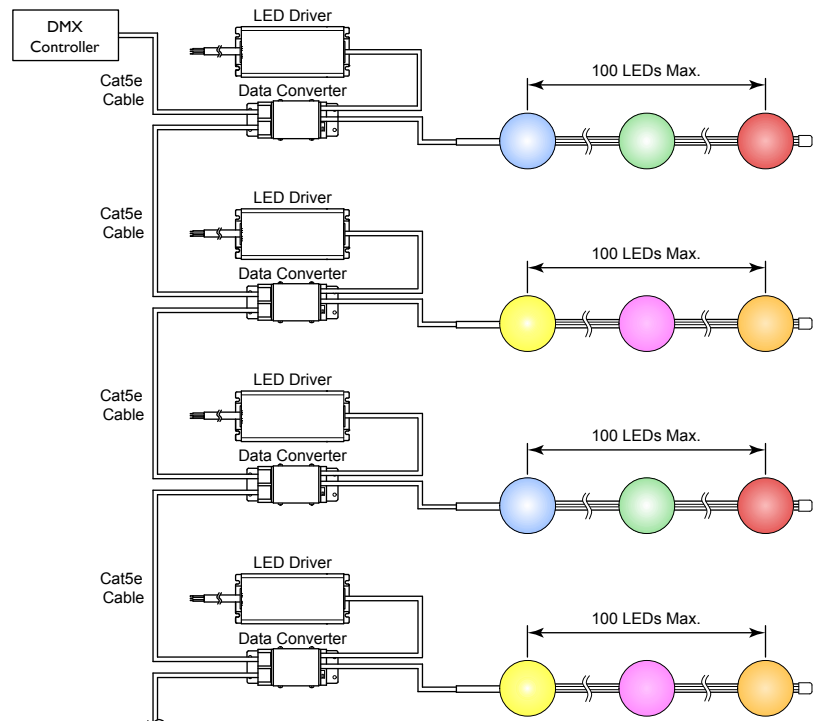 DMX
Controller
LED Driver
Cat5e
Cable
Data Converter
100 LEDs Max.
LED Driver
Cat5e
Cable
Data Converter
100 LEDs Max.
LED Driver
Cat5e
Cable
Data Converter
100 LEDs Max.
LED Driver
Cat5e
Cable
Data Converter
100 LEDs Max.